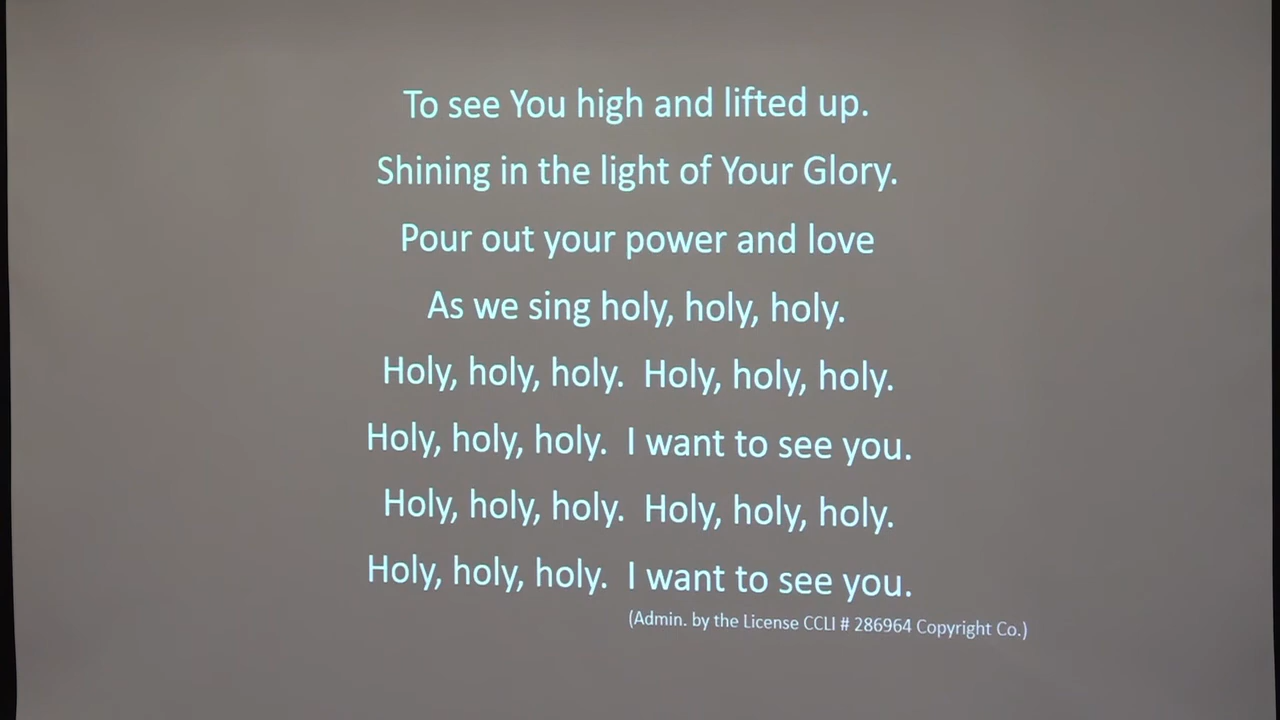 To see You high and lifted up.
Shining in the light of Your Glory.
Pour out your power and love
As we sing holy, holy, holy.
Holy, holy, holy.  Holy, holy, holy.
Holy, holy, holy.  I want to see you.
Holy, holy, holy.  Holy, holy, holy.
Holy, holy, holy.  I want to see you.
(Admin. by the License CCLI # 286964 Copyright Co.)